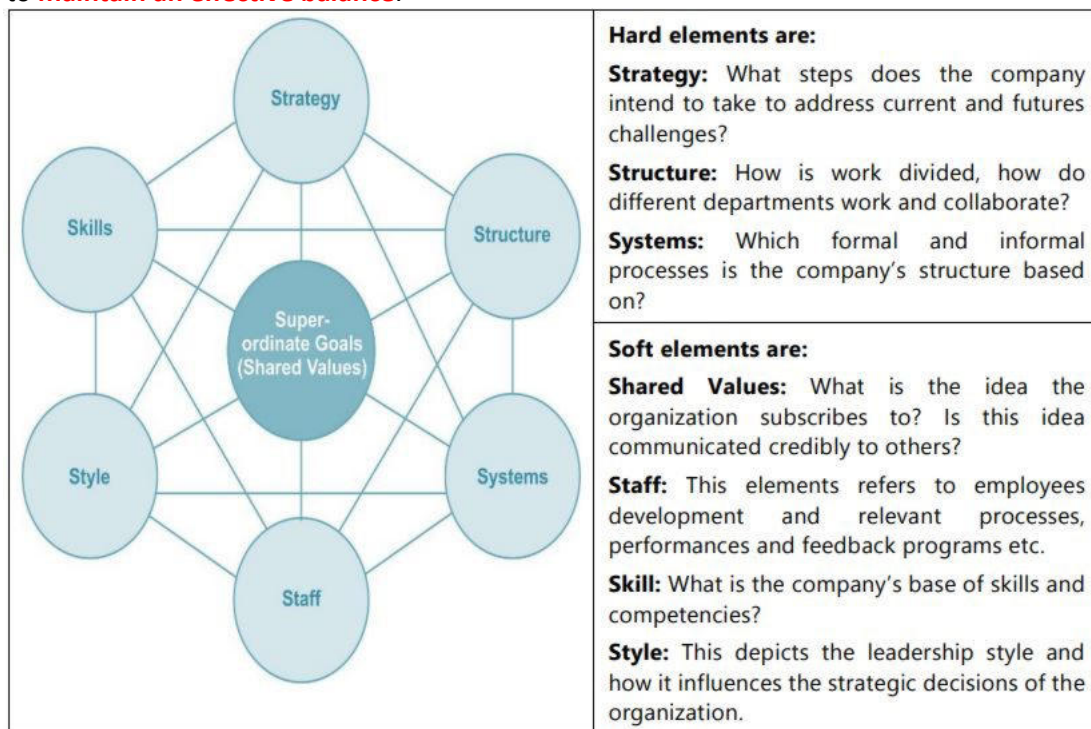 to maintain an effective balance.
Strategy
Skills
Structure
Super-
ordinate Goals
(Shared Values)
Style
Systems
Staff
Hard elements are:
Strategy: What steps does the company
intend to take to address current and futures
challenges?
Structure: How is work divided, how do
different departments work and collaborate?
Systems: Which formal and informal
processes is the company's structure based
on?
Soft elements are:
Shared Values: What is the idea the
organization subscribes to? Is this idea
communicated credibly to others?
Staff: This elements refers to employees
development and relevant processes,
performances and feedback programs etc.
Skill: What is the company's base of skills and
competencies?
Style: This depicts the leadership style and
how it influences the strategic decisions of the
organization.